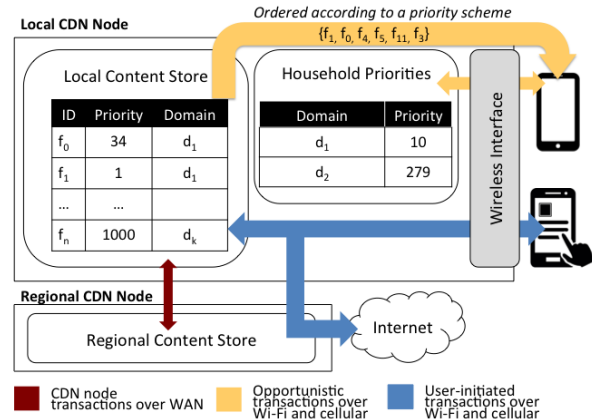 Ordered according to a priority scheme
Local CDN Node
{f1, f0, f4, f5, f11, f3}
Local Content Store
ID Priority Domain
f0 34 d1
f1 1 d1
... ...
fn 1000 dk
Household Priorities
Domain Priority
d1 10
d2 279
Wireless Interface
Regional CDN Node
Regional Content Store
Internet
CDN node
transactions over WAN
Opportunistic
transactions over
Wi-Fi and cellular
User-initiated
transactions over
Wi-Fi and cellular